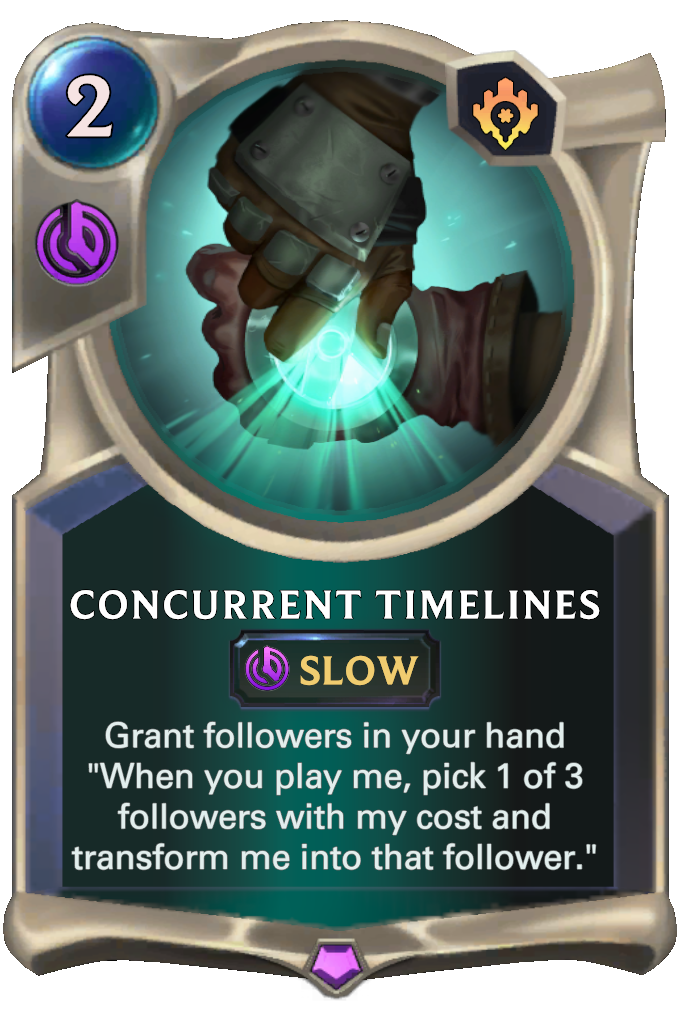 2
CONCURRENT TIMELINES
SLOW
Grant followers in your hand
"When you play me, pick 1 of 3
followers with my cost and
transform me into that follower."